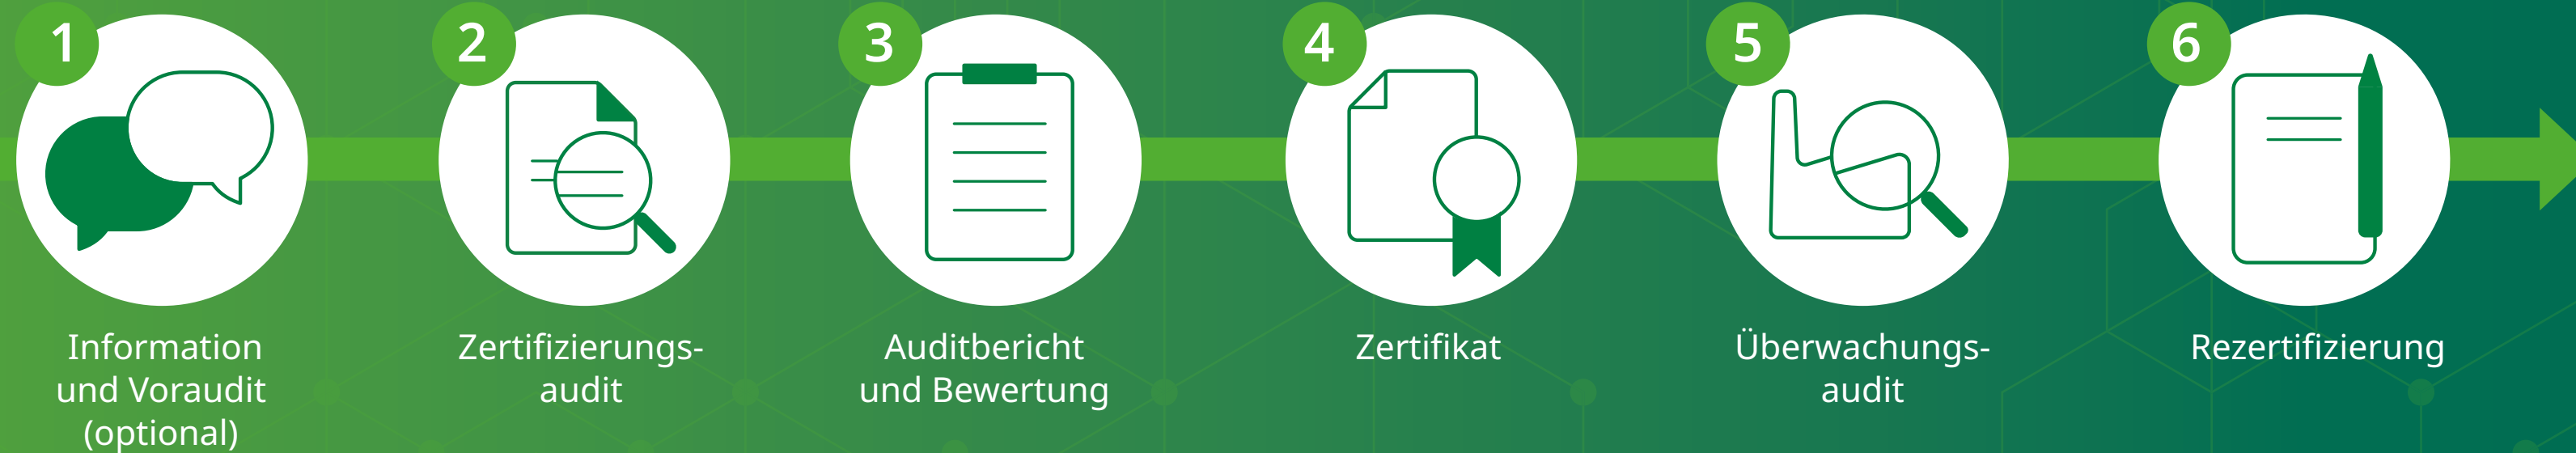 1
Information
und Voraudit
(optional)
2
Zertifizierungs-
audit
3
Auditbericht
und Bewertung
4
Zertifikat
5
Überwachungs-
audit
6
Rezertifizierung